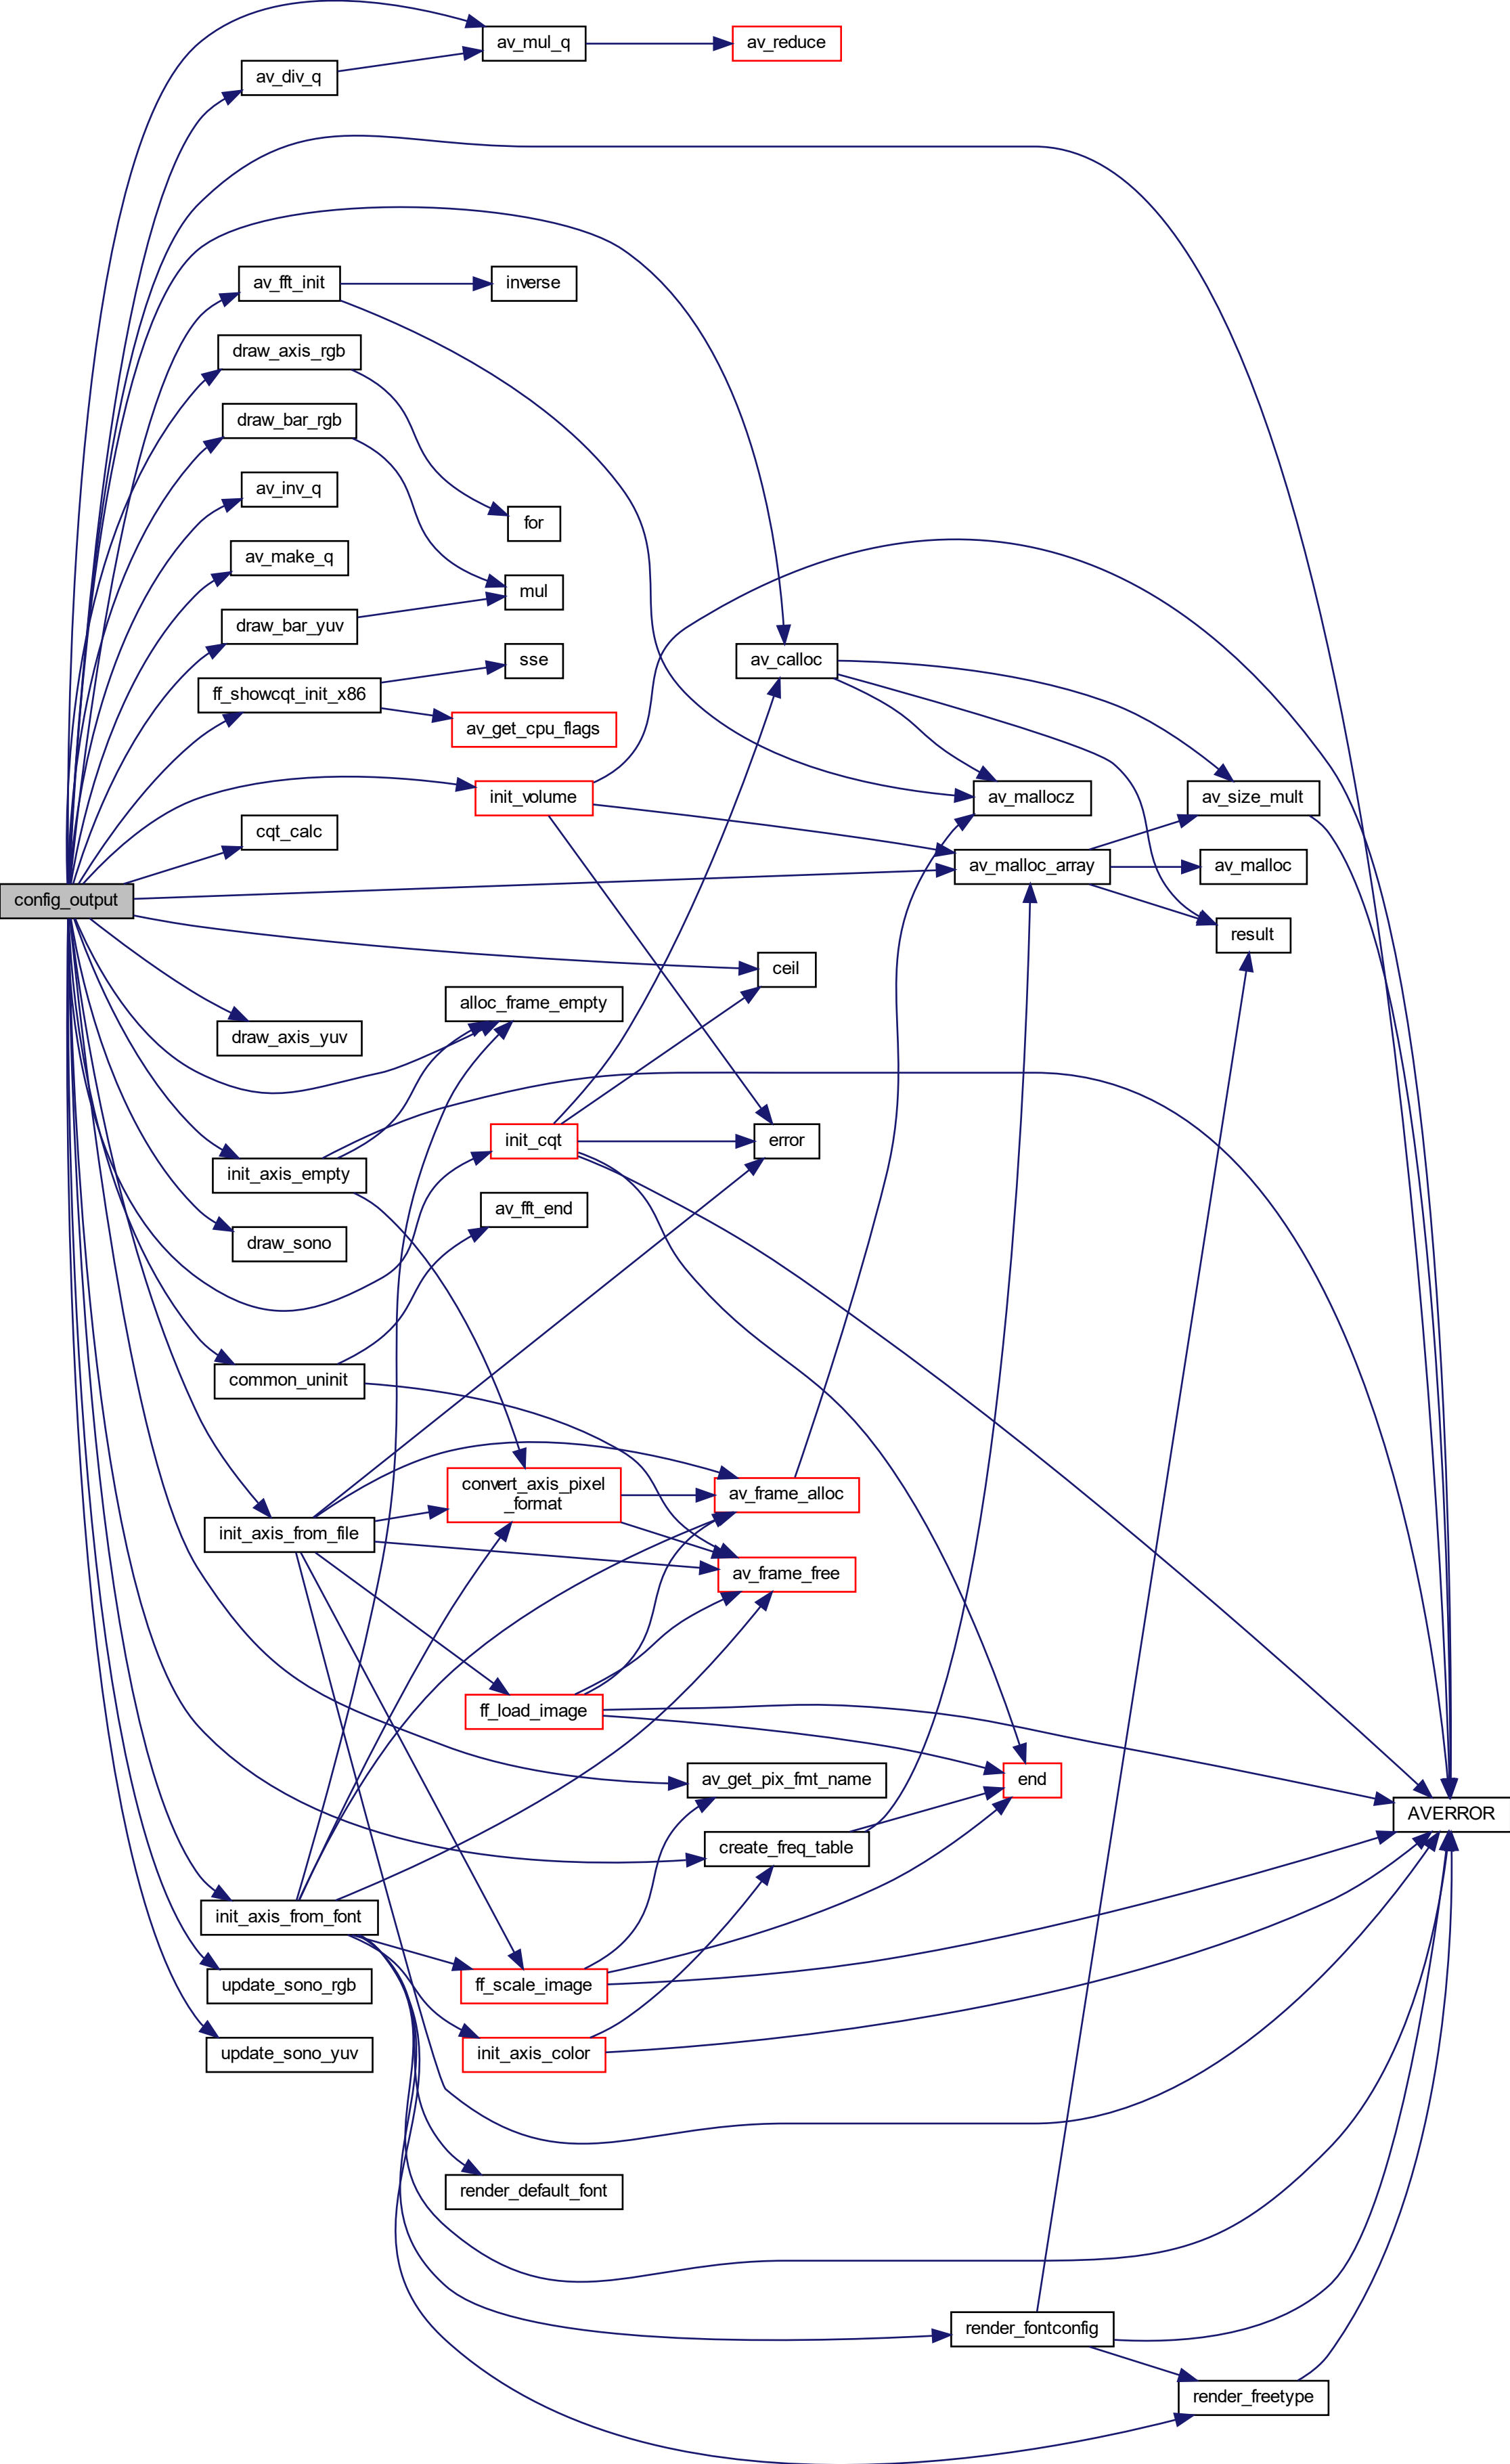 av_mul_q
av_reduce
av_div_q
av_fft_init
inverse
draw_axis_rgb
draw_bar_rgb
av_inv_q
for
av_make_q
mul
draw_bar_yuv
sse
av_calloc
ff_showcqt_init_x86
av_get_cpu_flags
init_volume
av_mallocz
av_size_mult
cqt_calc
av_malloc_array
av_malloc
config_output
result
ceil
alloc_frame_empty
draw_axis_yuv
init_cqt
error
init_axis_empty
av_fft_end
draw_sono
common_uninit
convert_axis_pixel
_format
av_frame_alloc
init_axis_from_file
av_frame_free
ff_load_image
av_get_pix_fmt_name
end
AVERROR
create_freq_table
init_axis_from_font
update_sono_rgb
ff_scale_image
update_sono_yuv
init_axis_color
render_default_font
render_fontconfig
render_freetype